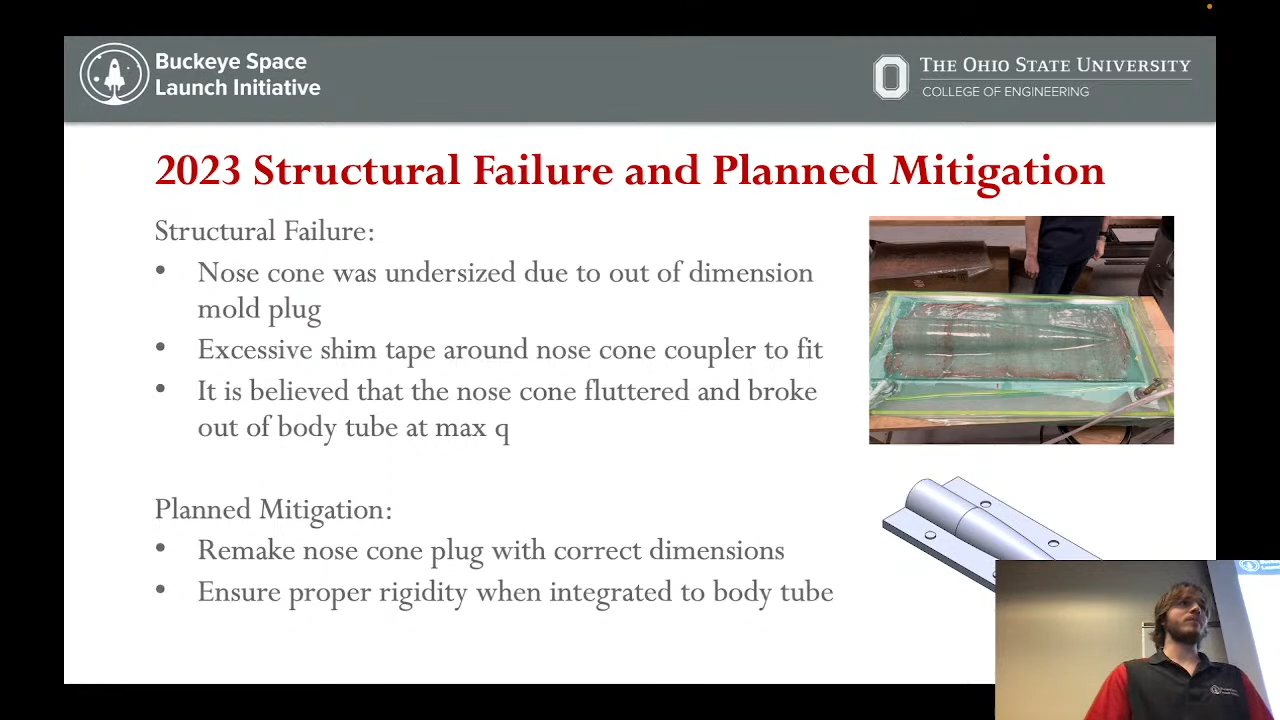 Buckeye Space
Launch Initiative
THE OHIO STATE UNIVERSITY
COLLEGE OF ENGINEERING
2023 Structural Failure and Planned Mitigation
Structural Failure:
• Nose cone was undersized due to out of dimension
mold plug
• Excessive shim tape around nose cone coupler to fit
• It is believed that the nose cone fluttered and broke
out of body tube at max q
Planned Mitigation:
• Remake nose cone plug with correct dimensions
• Ensure proper rigidity when integrated to body tube